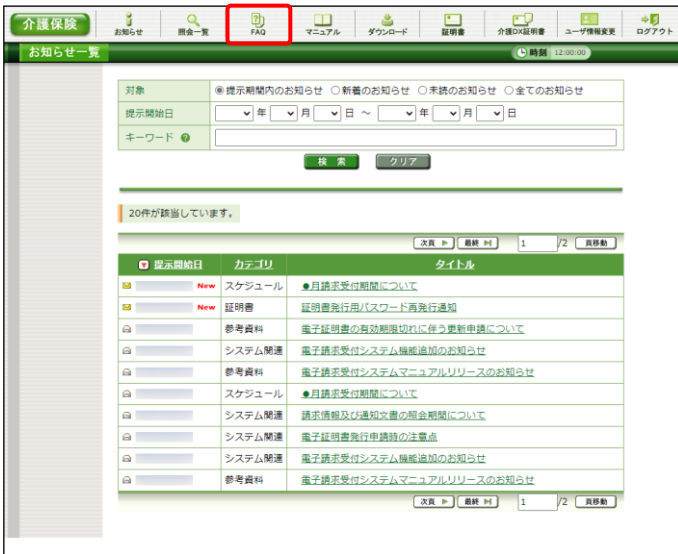 介護保険 お知らせ 照会一覧 FAQ マニュアル ダウンロード 証明書 介護DX証明書 ユーザ情報変更 ログアウト
お知らせ一覧 時刻 12:00:00
対象 提示期間内のお知らせ 新着のお知らせ 未読のお知らせ 全てのお知らせ
提示開始日 年 月 日 ～ 年 月 日
キーワード ?
検 索 クリア
20件が該当しています。
次頁 最終 1 /2 頁移動
提示開始日 カテゴリ タイトル
New スケジュール ●月請求受付期間について
New 証明書 証明書発行用パスワード再発行通知
参考資料 電子証明書の有効期限切れに伴う更新申請について
システム関連 電子請求受付システム機能追加のお知らせ
参考資料 電子請求受付システムマニュアルリリースのお知らせ
スケジュール ●月請求受付期間について
システム関連 請求情報及び通知文書の照会期間について
システム関連 電子証明書発行申請時の注意点
システム関連 電子請求受付システム機能追加のお知らせ
参考資料 電子請求受付システムマニュアルリリースのお知らせ
次頁 最終 1 /2 頁移動